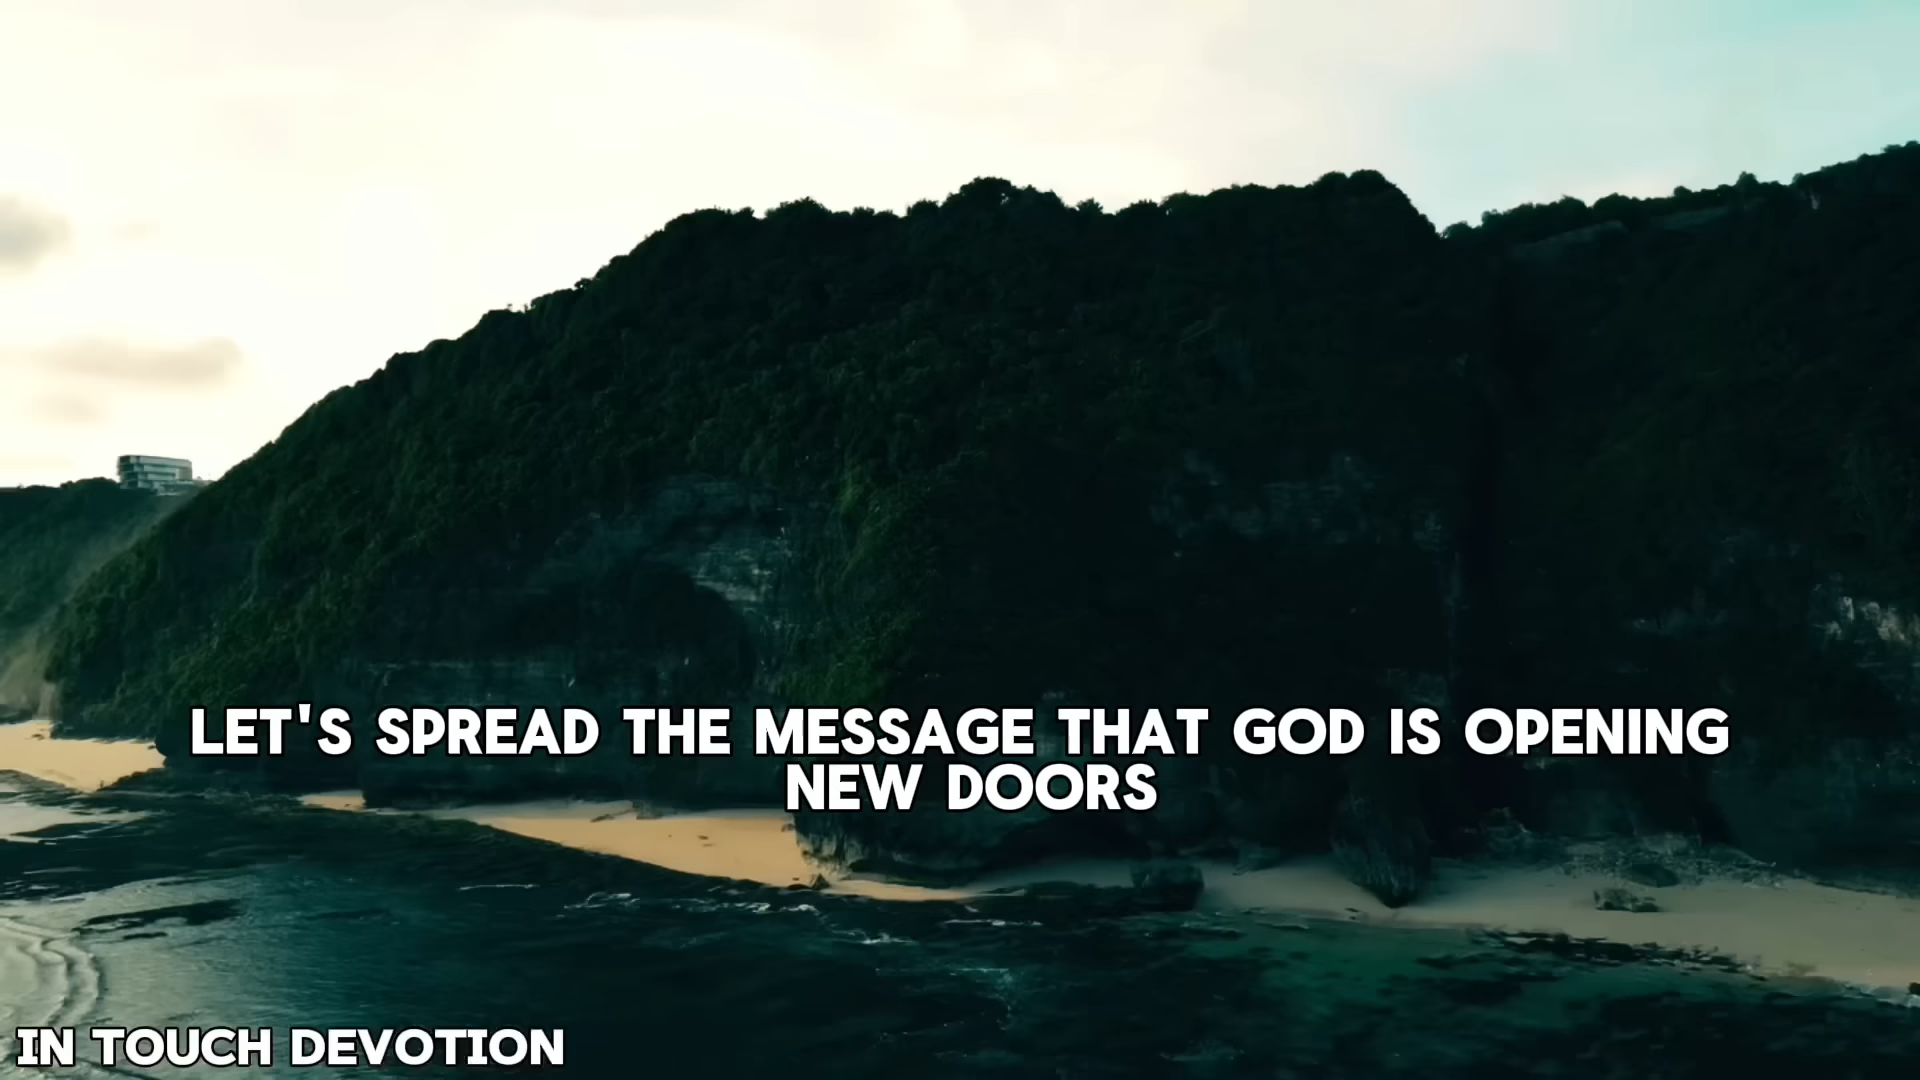 LET'S SPREAD THE MESSAGE THAT GOD IS OPENING
NEW DOORS
IN TOUCH DEVOTION